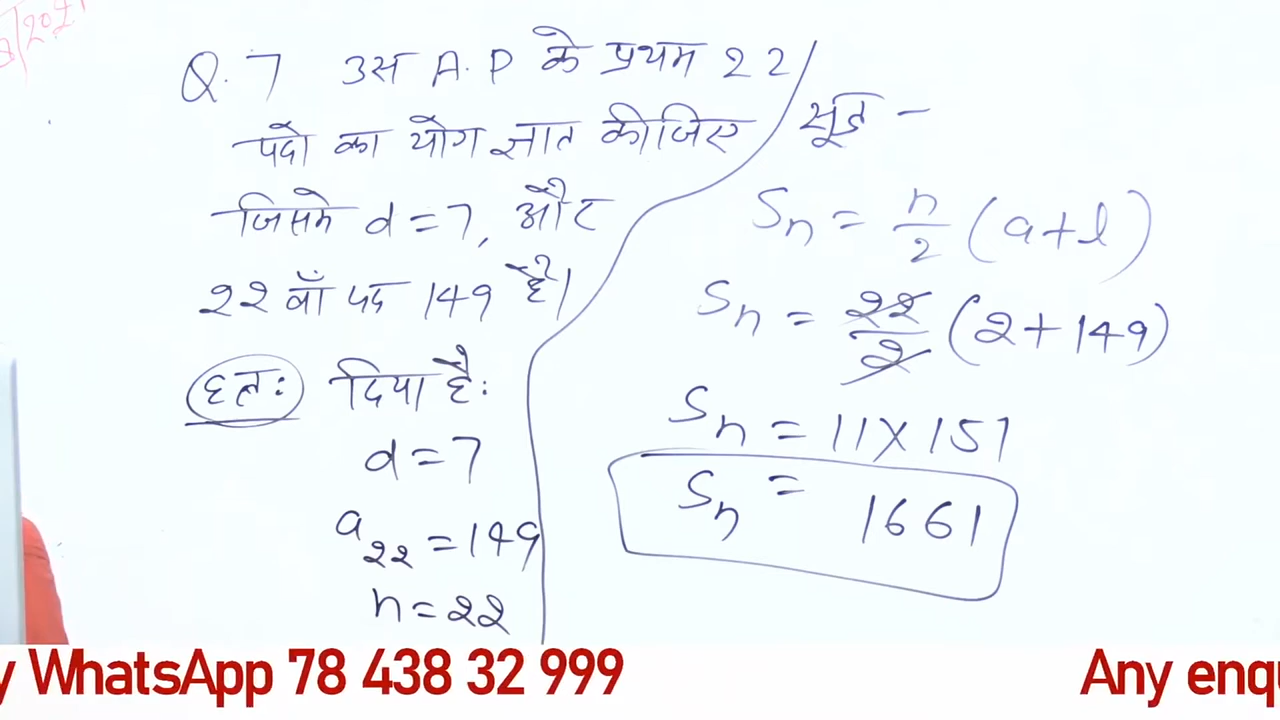 Q.7 उस A.P के प्रथम 22
पदो का योग ज्ञात कीजिए
जिसमे d=7, और
22 वाँ पद 149 है।
हल: दिया है:
d=7
a22 =149
n=22
सूत्र -
Sn = n/2 (a+l)
Sn = 22/2 (2+149)
Sn = 11×151
Sn = 1661
WhatsApp 78 438 32 999
Any enqu